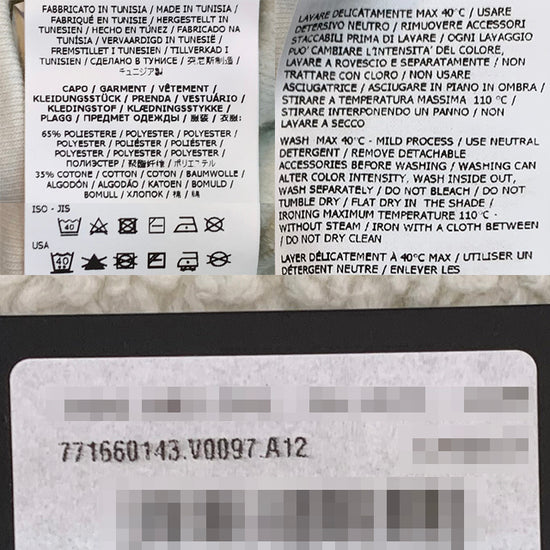 FABBRICATO IN TUNISIA / MADE IN TUNISIA /
FABRIQUÉ EN TUNISIE / HERGESTELLT IN
TUNESIEN / HECHO EN TÚNEZ / FABRICADO NA
TUNÍSIA / VERVAARDIGD IN TUNESIË /
FREMSTILLET I TUNESIEN / TILLVERKAD I
TUNISIEN / СДЕЛАНО В ТУНИСЕ / 突尼斯制造 /
チュニジア製
CAPO / GARMENT / VÊTEMENT /
KLEIDUNGSSTÜCK / PRENDA / VESTUÁRIO /
KLEDINGSTUK / KLÆDNINGSSTYKKE /
PLAGG / ПРЕДМЕТ ОДЕЖДЫ / 服装 / 衣服:
65% POLIESTERE / POLYESTER / POLYESTER /
POLYESTER / POLIÉSTER / POLIÉSTER /
POLYESTER / POLYESTER / POLYESTER /
ПОЛИЭСТЕР / 聚酯纤维 / ポリエステル
35% COTONE / COTTON / COTON / BAUMWOLLE /
ALGODÓN / ALGODÃO / KATOEN / BOMULD /
BOMULL / ХЛОПОК / 棉 / 綿
ISO - JIS
40
USA
40
LAVARE DELICATAMENTE MAX 40°C / USARE
DETERSIVO NEUTRO / RIMUOVERE ACCESSORI
STACCABILI PRIMA DI LAVARE / OGNI LAVAGGIO
PUO' CAMBIARE L'INTENSITA' DEL COLORE,
LAVARE A ROVESCIO E SEPARATAMENTE / NON
TRATTARE CON CLORO / NON USARE
ASCIUGATRICE / ASCIUGARE IN PIANO IN OMBRA /
STIRARE A TEMPERATURA MASSIMA 110 °C /
STIRARE INTERPONENDO UN PANNO / NON
LAVARE A SECCO
WASH MAX 40°C - MILD PROCESS / USE NEUTRAL
DETERGENT / REMOVE DETACHABLE
ACCESSORIES BEFORE WASHING / WASHING CAN
ALTER COLOR INTENSITY, WASH INSIDE OUT,
WASH SEPARATELY / DO NOT BLEACH / DO NOT
TUMBLE DRY / FLAT DRY IN THE SHADE /
IRONING MAXIMUM TEMPERATURE 110°C -
WITHOUT STEAM / IRON WITH A CLOTH BETWEEN
/ DO NOT DRY CLEAN
LAVER DÉLICATEMENT À 40°C MAX / UTILISER UN
DÉTERGENT NEUTRE / ENLEVER LES
771660143.V0097.A12